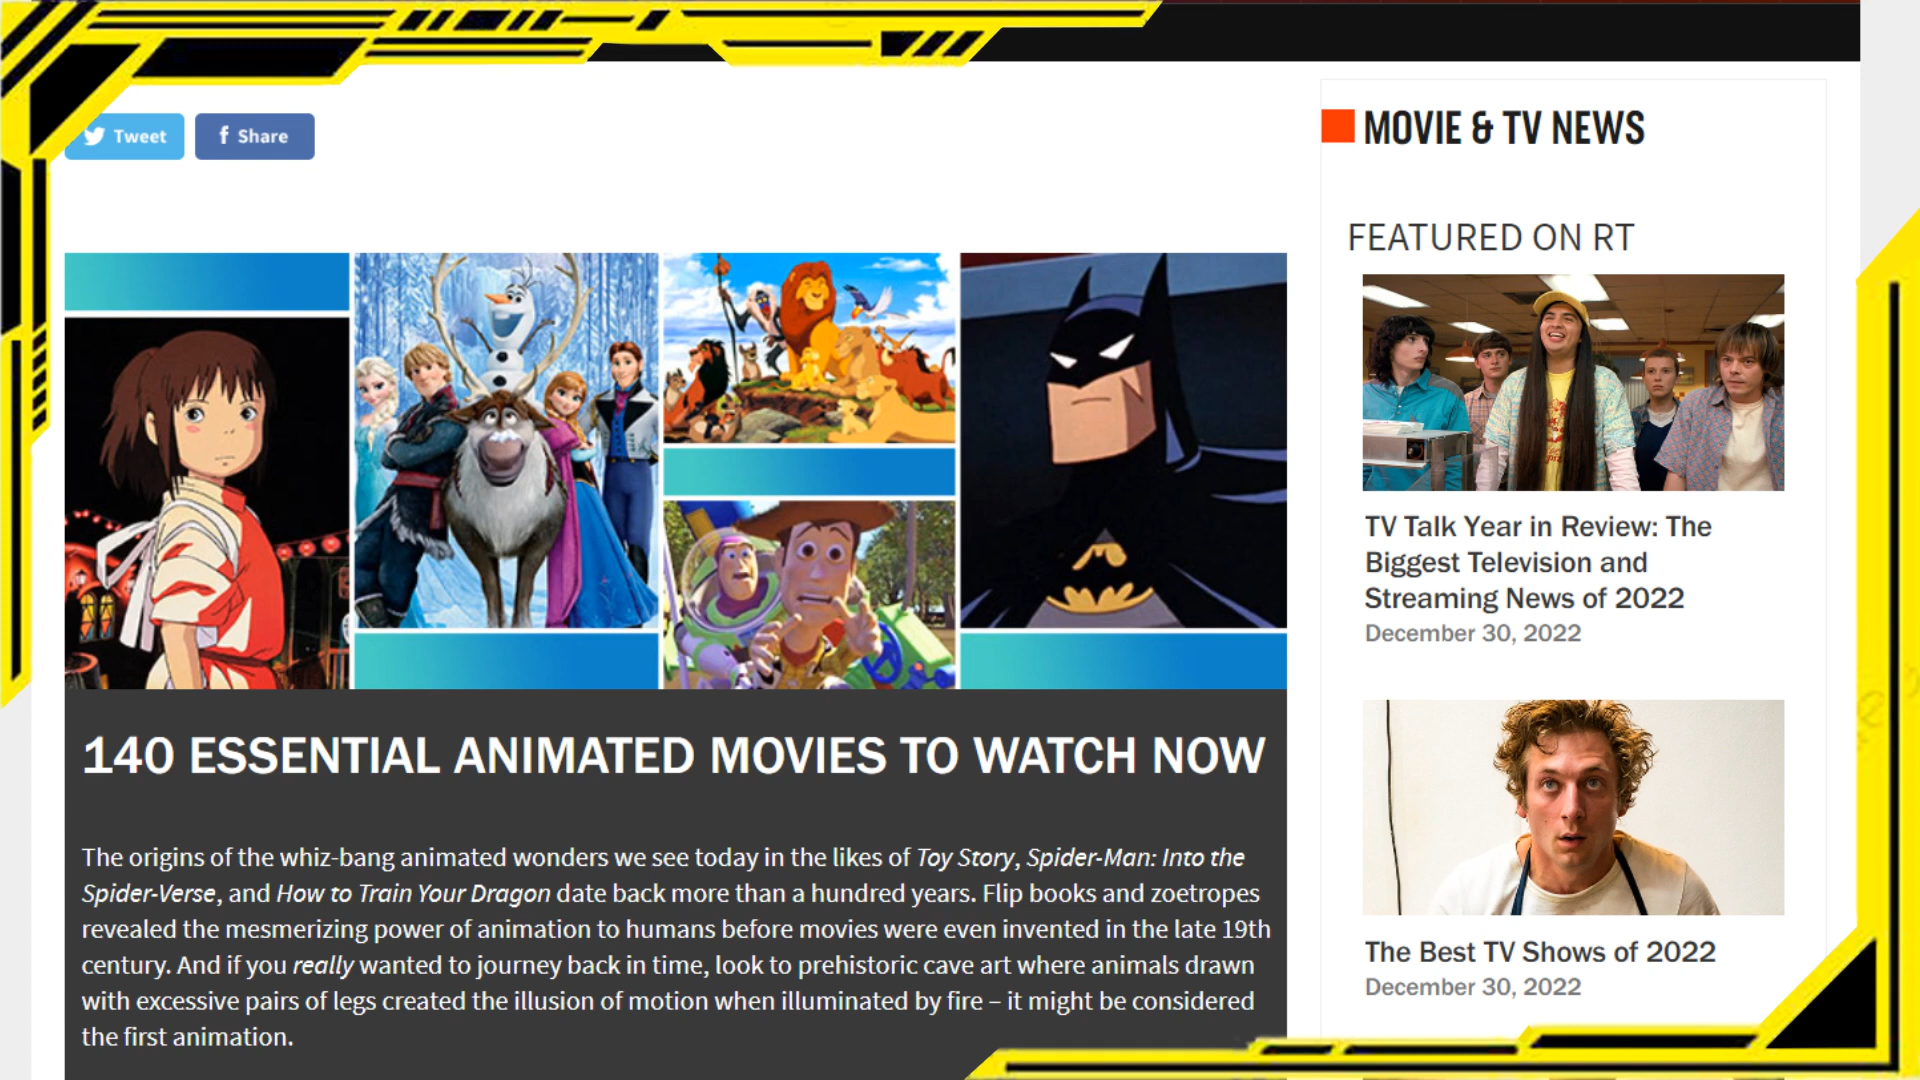 Tweet
Share
140 ESSENTIAL ANIMATED MOVIES TO WATCH NOW
The origins of the whiz-bang animated wonders we see today in the likes of Toy Story, Spider-Man: Into the
Spider-Verse, and How to Train Your Dragon date back more than a hundred years. Flip books and zoetropes
revealed the mesmerizing power of animation to humans before movies were even invented in the late 19th
century. And if you really wanted to journey back in time, look to prehistoric cave art where animals drawn
with excessive pairs of legs created the illusion of motion when illuminated by fire – it might be considered
the first animation.
MOVIE & TV NEWS
FEATURED ON RT
TV Talk Year in Review: The
Biggest Television and
Streaming News of 2022
December 30, 2022
The Best TV Shows of 2022
December 30, 2022